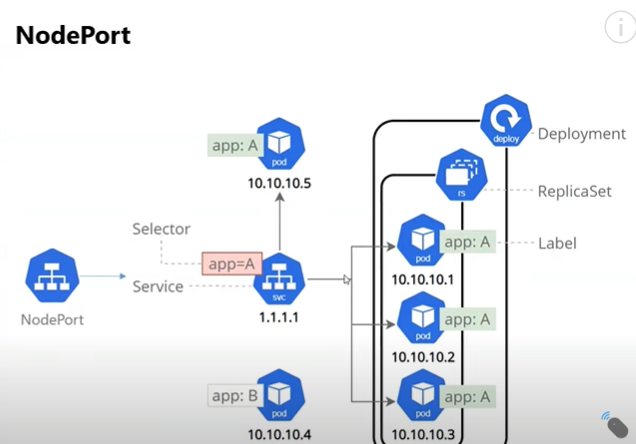 NodePort
i
deploy
Deployment
app: A
pod
10.10.10.5
rs
ReplicaSet
Selector
app=A
Service
svc
1.1.1.1
NodePort
app: A
Label
pod
10.10.10.1
app: A
pod
10.10.10.2
app: B
pod
10.10.10.4
app: A
pod
10.10.10.3